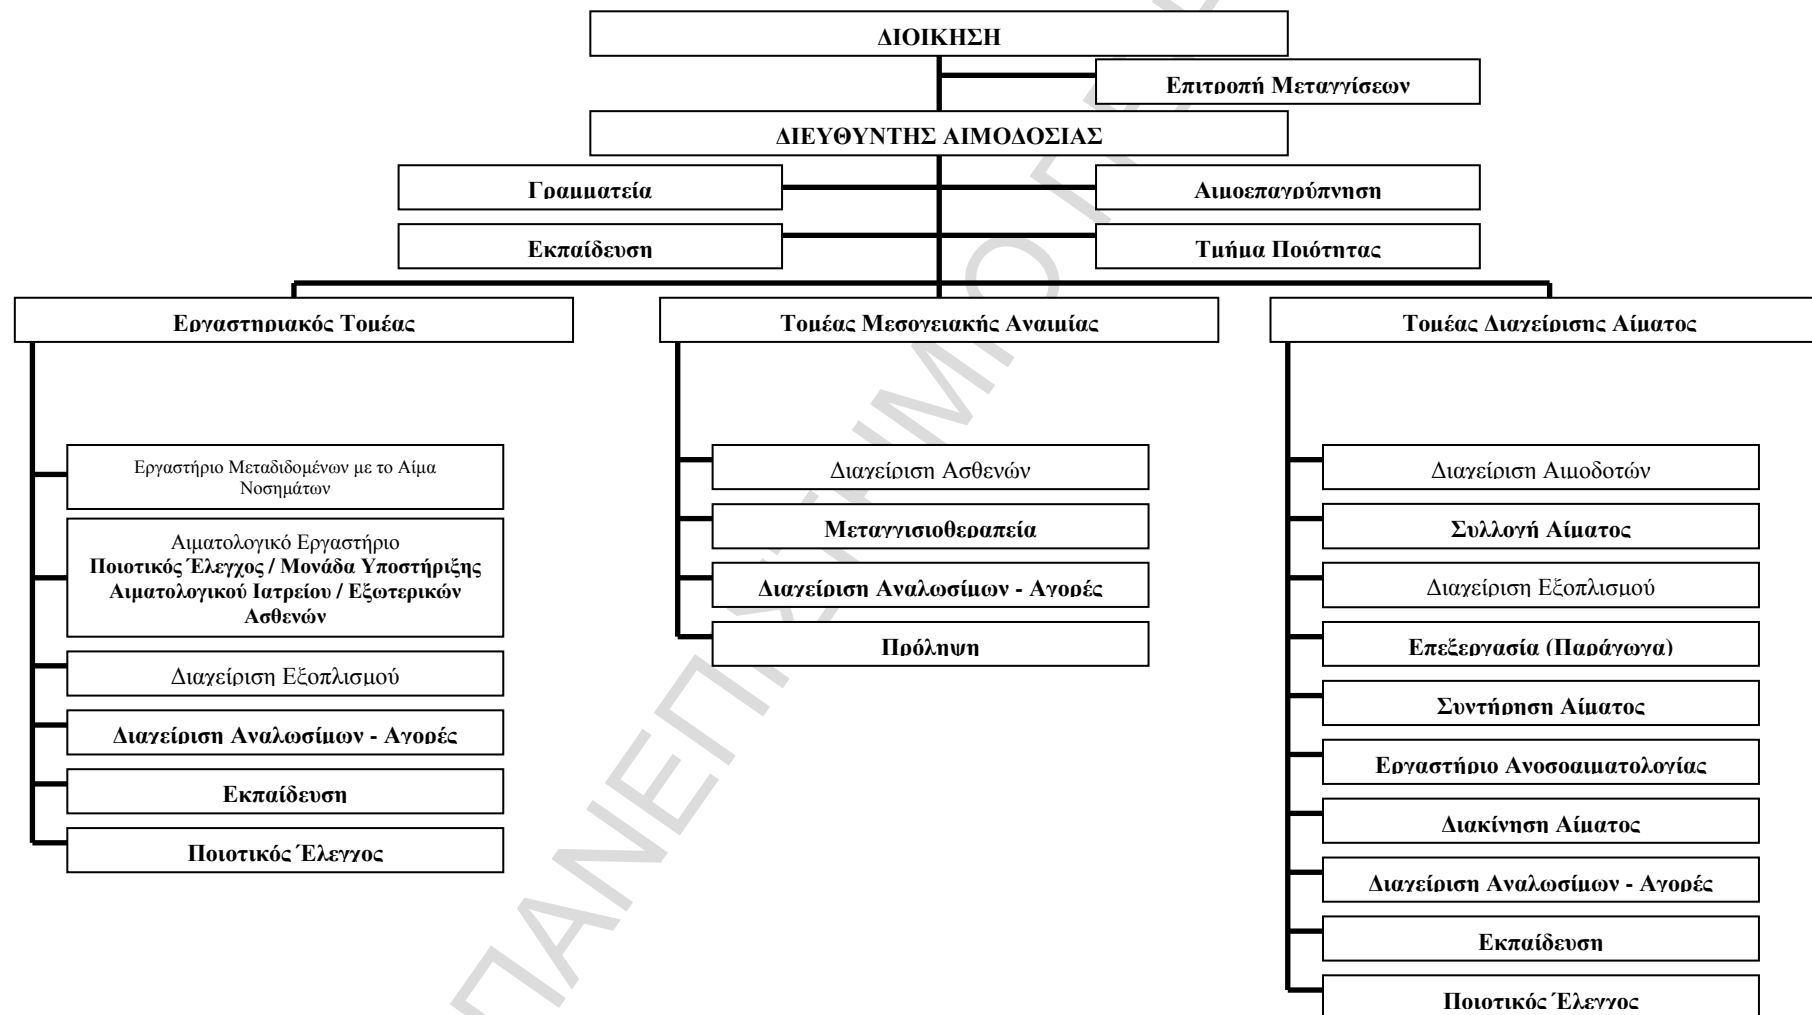 ΔΙΟΙΚΗΣΗ
Επιτροπή Μεταγγίσεων
ΔΙΕΥΘΥΝΤΗΣ ΑΙΜΟΔΟΣΙΑΣ
Γραμματεία
Αιμοεπαγρύπνηση
Εκπαίδευση
Τμήμα Ποιότητας
Εργαστηριακός Τομέας
Εργαστήριο Μεταδιδομένων με το Αίμα
Νοσημάτων
Αιματολογικό Εργαστήριο
Ποιοτικός Έλεγχος / Μονάδα Υποστήριξης
Αιματολογικού Ιατρείου / Εξωτερικών
Ασθενών
Διαχείριση Εξοπλισμού
Διαχείριση Αναλωσίμων - Αγορές
Εκπαίδευση
Ποιοτικός Έλεγχος
Τομέας Μεσογειακής Αναιμίας
Διαχείριση Ασθενών
Μεταγγισιοθεραπεία
Διαχείριση Αναλωσίμων - Αγορές
Πρόληψη
Τομέας Διαχείρισης Αίματος
Διαχείριση Αιμοδοτών
Συλλογή Αίματος
Διαχείριση Εξοπλισμού
Επεξεργασία (Παράγωγα)
Συντήρηση Αίματος
Εργαστήριο Ανοσοαιματολογίας
Διακίνηση Αίματος
Διαχείριση Αναλωσίμων - Αγορές
Εκπαίδευση
Ποιοτικός Έλεγχος